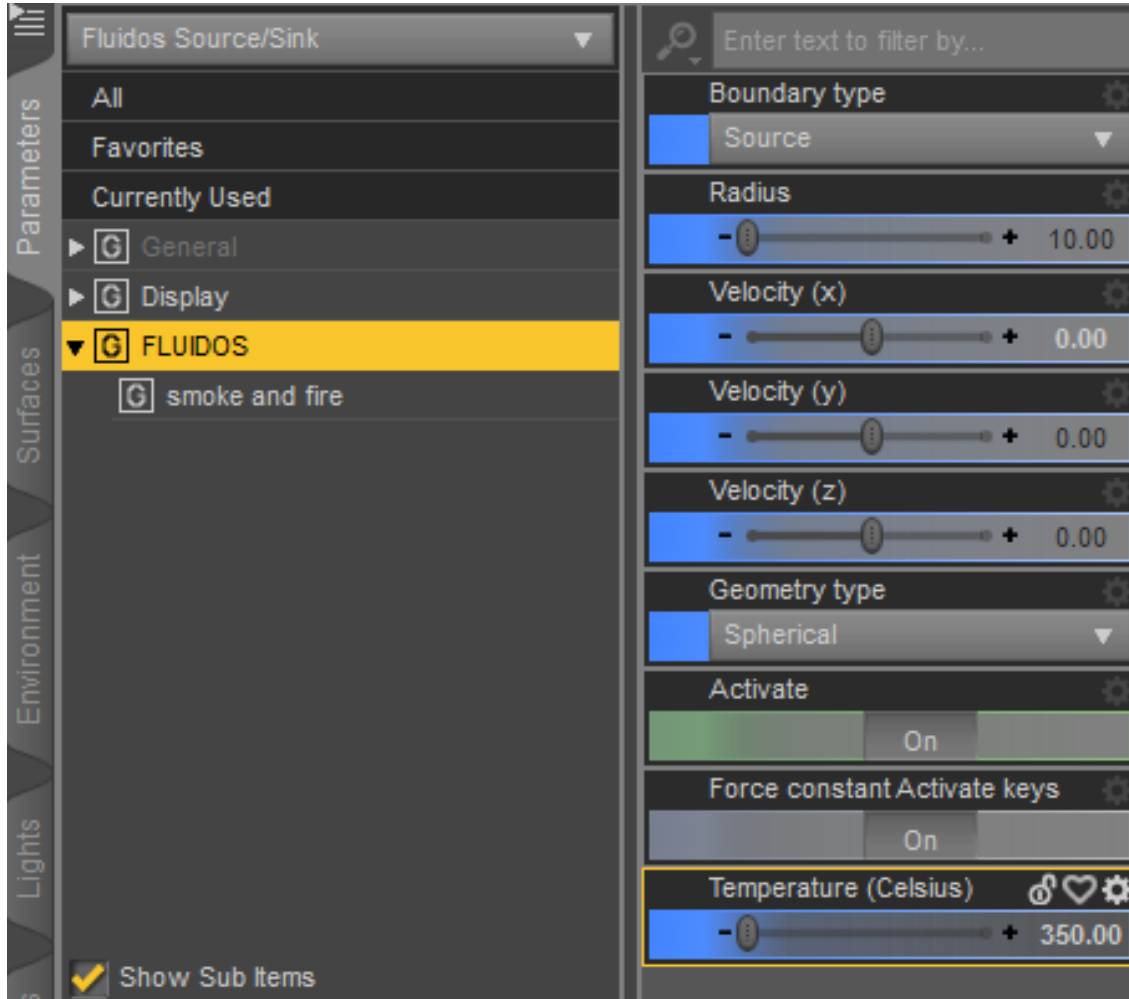 Parameters
Surfaces
Environment
Lights
Fluidos Source/Sink
All
Favorites
Currently Used
G General
G Display
G FLUIDOS
G smoke and fire
Show Sub Items
Enter text to filter by...
Boundary type
Source
Radius
- + 10.00
Velocity (x)
- + 0.00
Velocity (y)
- + 0.00
Velocity (z)
- + 0.00
Geometry type
Spherical
Activate
On
Force constant Activate keys
On
Temperature (Celsius)
- + 350.00